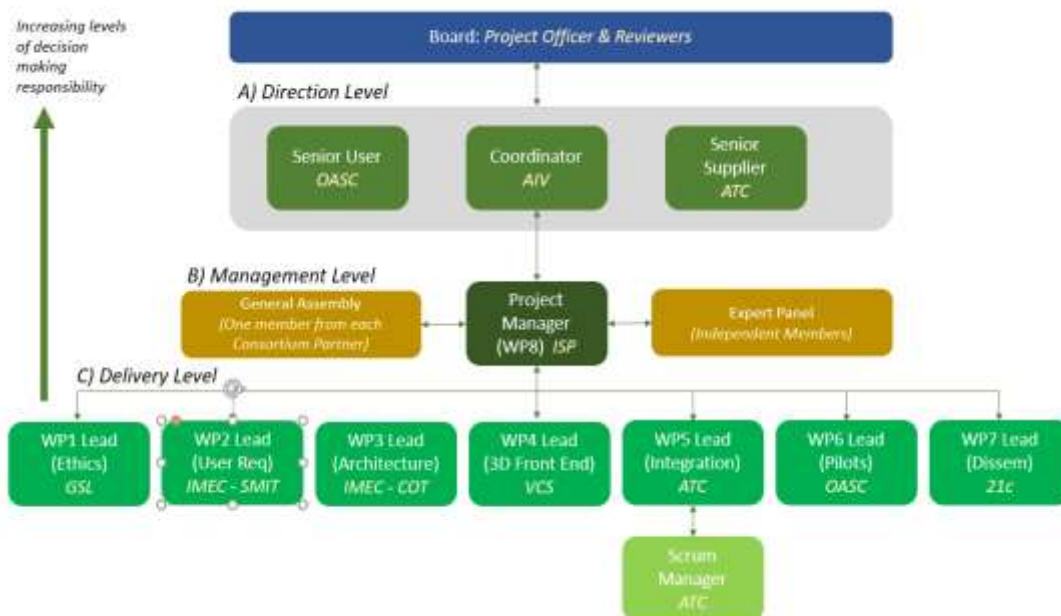 Increasing levels
of decision
making
responsibility
Board: Project Officer & Reviewers
A) Direction Level
Senior User
OASC
Coordinator
AIV
Senior
Supplier
ATC
B) Management Level
General Assembly
(One member from each
Consortium Partner)
Project
Manager
(WP8) ISP
Expert Panel
(Independent Members)
C) Delivery Level
WP1 Lead
(Ethics)
GSL
WP2 Lead
(User Req)
IMEC - SMIT
WP3 Lead
(Architecture)
IMEC - COT
WP4 Lead
(3D Front End)
VCS
WP5 Lead
(Integration)
ATC
WP6 Lead
(Pilots)
OASC
WP7 Lead
(Dissem)
21c
Scrum
Manager
ATC